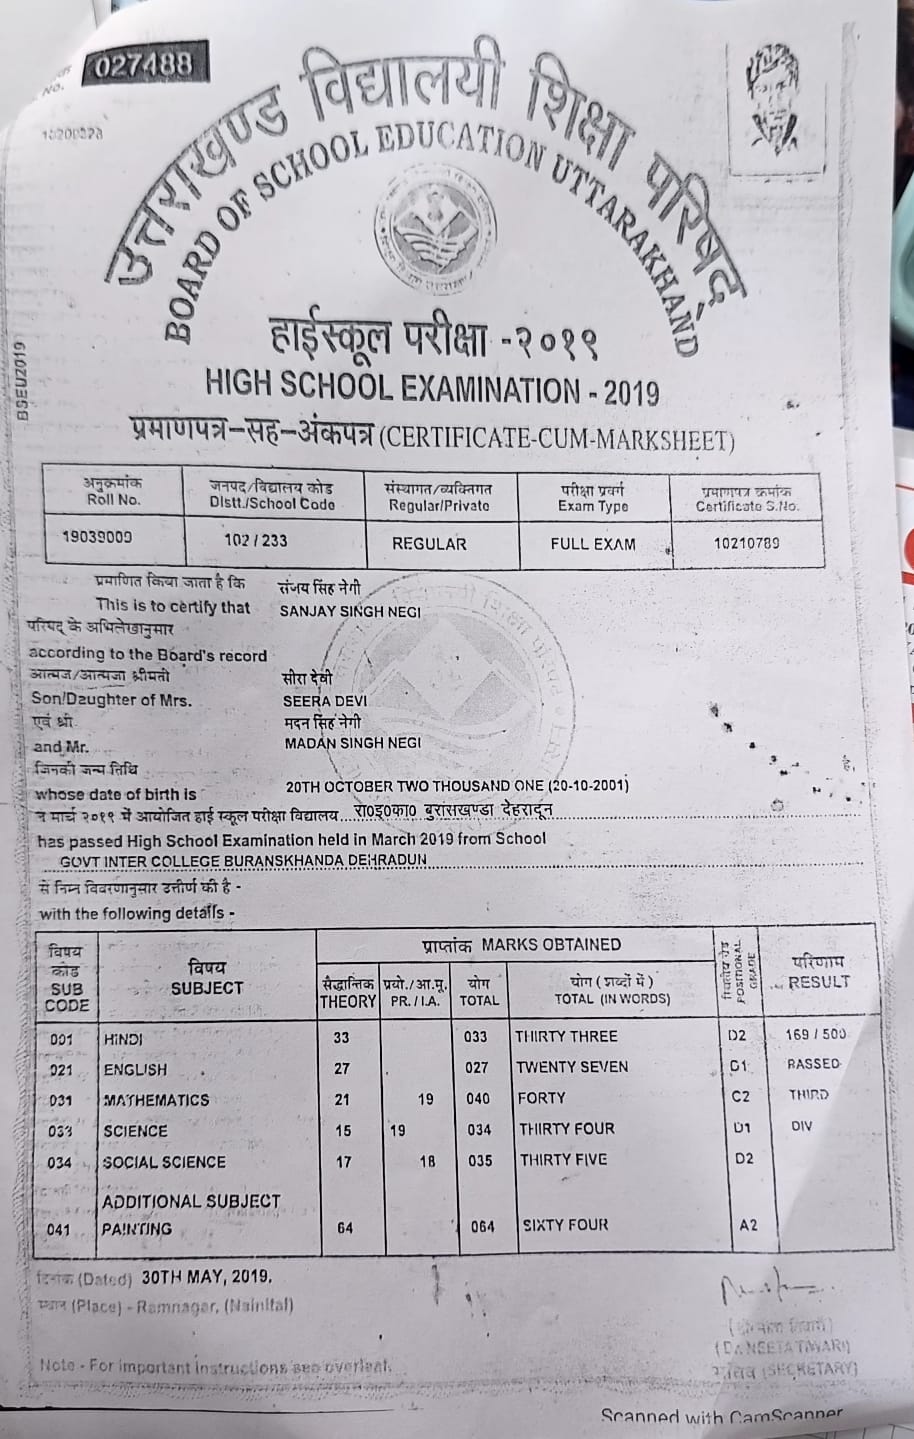 No.
027488
उत्तराखण्ड विद्यालयी शिक्षा परिषद्
BOARD OF SCHOOL EDUCATION UTTARAKHAND
BSEU2019
हाईस्कूल परीक्षा -२०१९
HIGH SCHOOL EXAMINATION - 2019
प्रमाणपत्र-सह-अंकपत्र (CERTIFICATE-CUM-MARKSHEET)
अनुक्रमांक जनपद/विद्यालय कोड संस्थागत/व्यक्तिगत परीक्षा प्रवर्ग प्रमाणपत्र क्रमांक
Roll No. Distt./School Code Regular/Private Exam Type Certificate S.No.
19039009 102 / 233 REGULAR FULL EXAM 10210789
प्रमाणित किया जाता है कि संजय सिंह नेगी
This is to certify that SANJAY SINGH NEGI
परिषद् के अभिलेखानुसार
according to the Board's record
आत्मज/आत्मजा श्रीमती सीरा देवी
Son/Daughter of Mrs. SEERA DEVI
एवं श्री मदन सिंह नेगी
and Mr. MADAN SINGH NEGI
जिनकी जन्म तिथि है,
whose date of birth is 20TH OCTOBER TWO THOUSAND ONE (20-10-2001)
ने मार्च २०१९ में आयोजित हाई स्कूल परीक्षा विद्यालय रा०इ०का० बुरांसखण्डा देहरादून
has passed High School Examination held in March 2019 from School
GOVT INTER COLLEGE BURANSKHANDA DEHRADUN
से निम्न विवरणानुसार उत्तीर्ण की है -
with the following details -
विषय कोड SUB CODE विषय SUBJECT प्राप्तांक MARKS OBTAINED POSITIONAL GRADE परिणाम RESULT
सैद्धान्तिक प्रयो./आ.मू. योग योग (शब्दों में)
THEORY PR. / I.A. TOTAL TOTAL (IN WORDS)
001 HINDI 33 033 THIRTY THREE D2 169 / 500
021 ENGLISH 27 027 TWENTY SEVEN D1 PASSED
031 MATHEMATICS 21 19 040 FORTY C2 THIRD
033 SCIENCE 15 19 034 THIRTY FOUR D1 DIV
034 SOCIAL SCIENCE 17 18 035 THIRTY FIVE D2
ADDITIONAL SUBJECT
041 PAINTING 64 064 SIXTY FOUR A2
दिनांक (Dated) 30TH MAY, 2019.
स्थान (Place) - Ramnagar, (Nainital)
(SECRETARY)
Note - For important instructions see overleaf.
Scanned with CamScanner